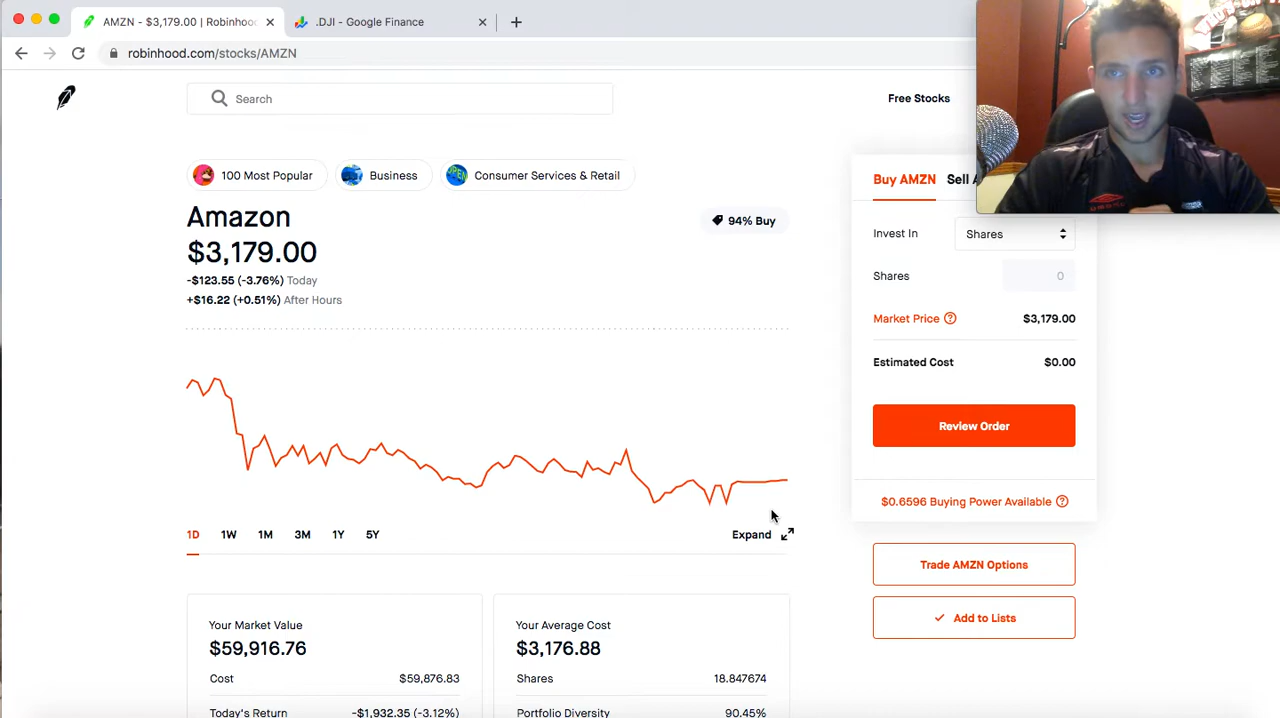 AMZN - $3,179.00 | Robinhoo
.DJI - Google Finance
robinhood.com/stocks/AMZN
Search
Free Stocks
100 Most Popular
Business
Consumer Services & Retail
Amazon
94% Buy
$3,179.00
-$123.55 (-3.76%) Today
+$16.22 (+0.51%) After Hours
Buy AMZN
Sell A
Invest In
Shares
Shares
0
Market Price
$3,179.00
Estimated Cost
$0.00
Review Order
$0.6596 Buying Power Available
1D
1W
1M
3M
1Y
5Y
Expand
Trade AMZN Options
Add to Lists
Your Market Value
$59,916.76
Cost
$59,876.83
Today's Return
-$1,932.35 (-3.12%)
Your Average Cost
$3,176.88
Shares
18.847674
Portfolio Diversity
90.45%